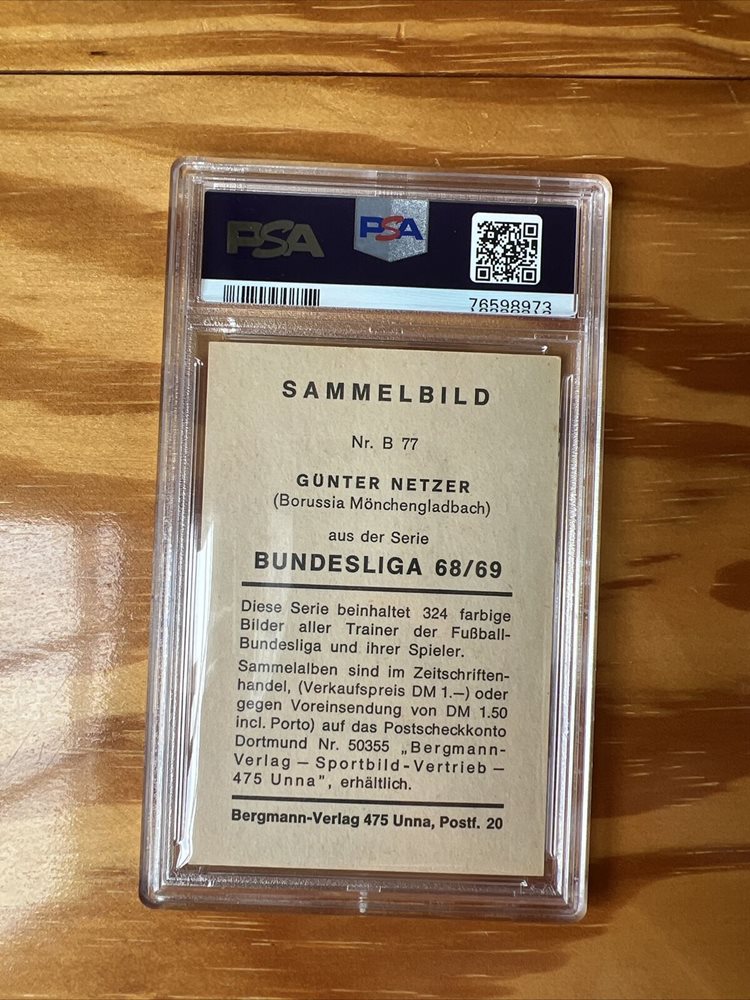 PSA PSA
76598973
SAMMELBILD
Nr. B 77
GÜNTER NETZER
(Borussia Mönchengladbach)
aus der Serie
BUNDESLIGA 68/69
Diese Serie beinhaltet 324 farbige
Bilder aller Trainer der Fußball-
Bundesliga und ihrer Spieler.
Sammelalben sind im Zeitschriften-
handel, (Verkaufspreis DM 1.—) oder
gegen Voreinsendung von DM 1.50
incl. Porto) auf das Postscheckkonto
Dortmund Nr. 50355 „Bergmann-
Verlag — Sportbild-Vertrieb —
475 Unna", erhältlich.
Bergmann-Verlag 475 Unna, Postf. 20